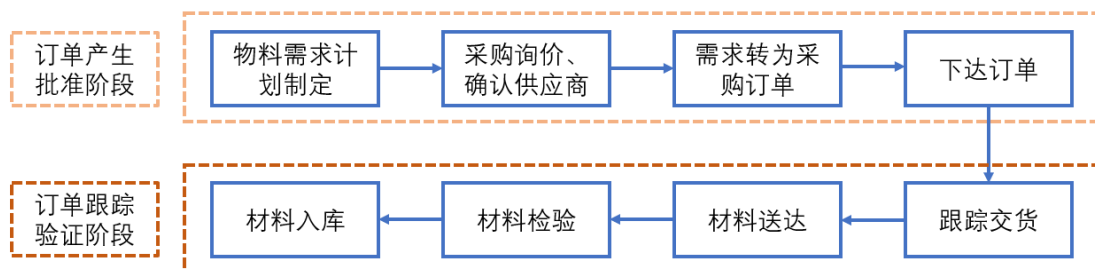 订单产生
批准阶段
物料需求计
划制定
采购询价、
确认供应商
需求转为采
购订单
下达订单
订单跟踪
验证阶段
材料入库
材料检验
材料送达
跟踪交货